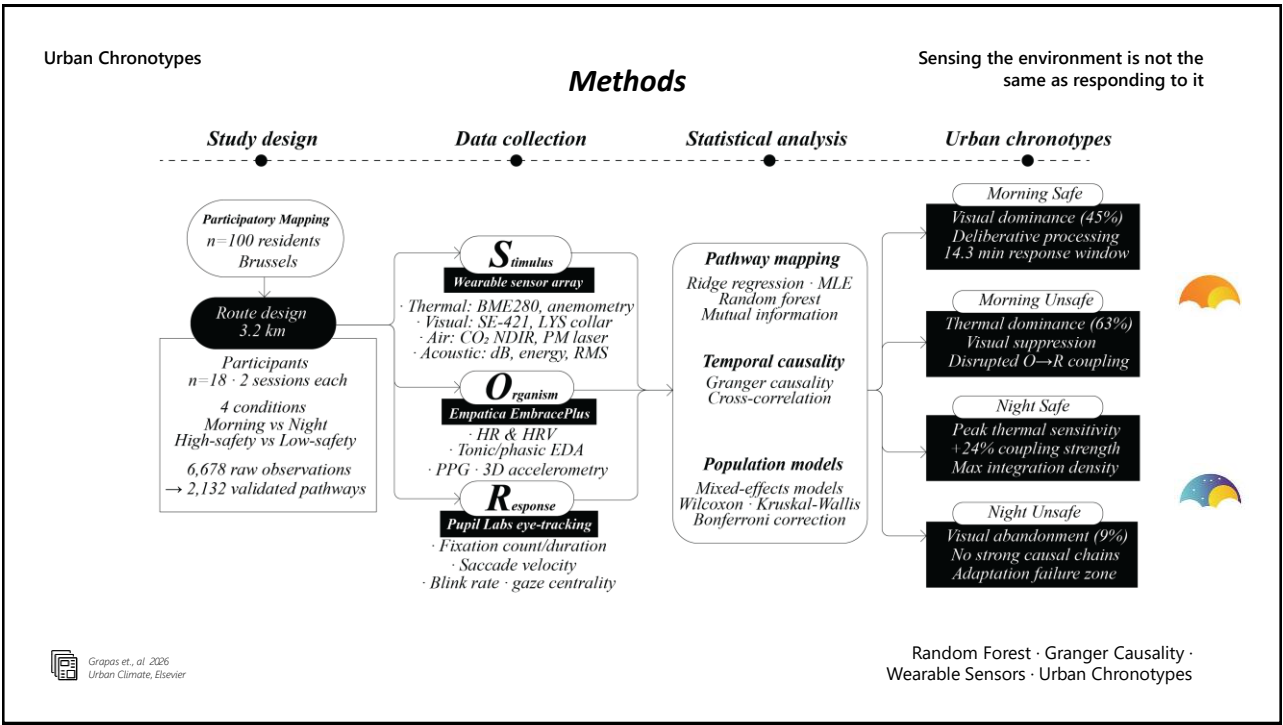 Urban Chronotypes
Sensing the environment is not the
same as responding to it
Methods
Study design
Data collection
Statistical analysis
Urban chronotypes
Participatory Mapping
n=100 residents
Brussels
Route design
3.2 km
Participants
n=18 · 2 sessions each
4 conditions
Morning vs Night
High-safety vs Low-safety
6,678 raw observations
→ 2,132 validated pathways
Stimulus
Wearable sensor array
· Thermal: BME280, anemometry
· Visual: SE-421, LYS collar
· Air: CO₂ NDIR, PM laser
· Acoustic: dB, energy, RMS
Organism
Empatica EmbracePlus
· HR & HRV
· Tonic/phasic EDA
· PPG · 3D accelerometry
Response
Pupil Labs eye-tracking
· Fixation count/duration
· Saccade velocity
· Blink rate · gaze centrality
Pathway mapping
Ridge regression · MLE
Random forest
Mutual information
Temporal causality
Granger causality
Cross-correlation
Population models
Mixed-effects models
Wilcoxon · Kruskal-Wallis
Bonferroni correction
Morning Safe
Visual dominance (45%)
Deliberative processing
14.3 min response window
Morning Unsafe
Thermal dominance (63%)
Visual suppression
Disrupted O→R coupling
Night Safe
Peak thermal sensitivity
+24% coupling strength
Max integration density
Night Unsafe
Visual abandonment (9%)
No strong causal chains
Adaptation failure zone
Grapas et., al 2026
Urban Climate, Elsevier
Random Forest · Granger Causality ·
Wearable Sensors · Urban Chronotypes